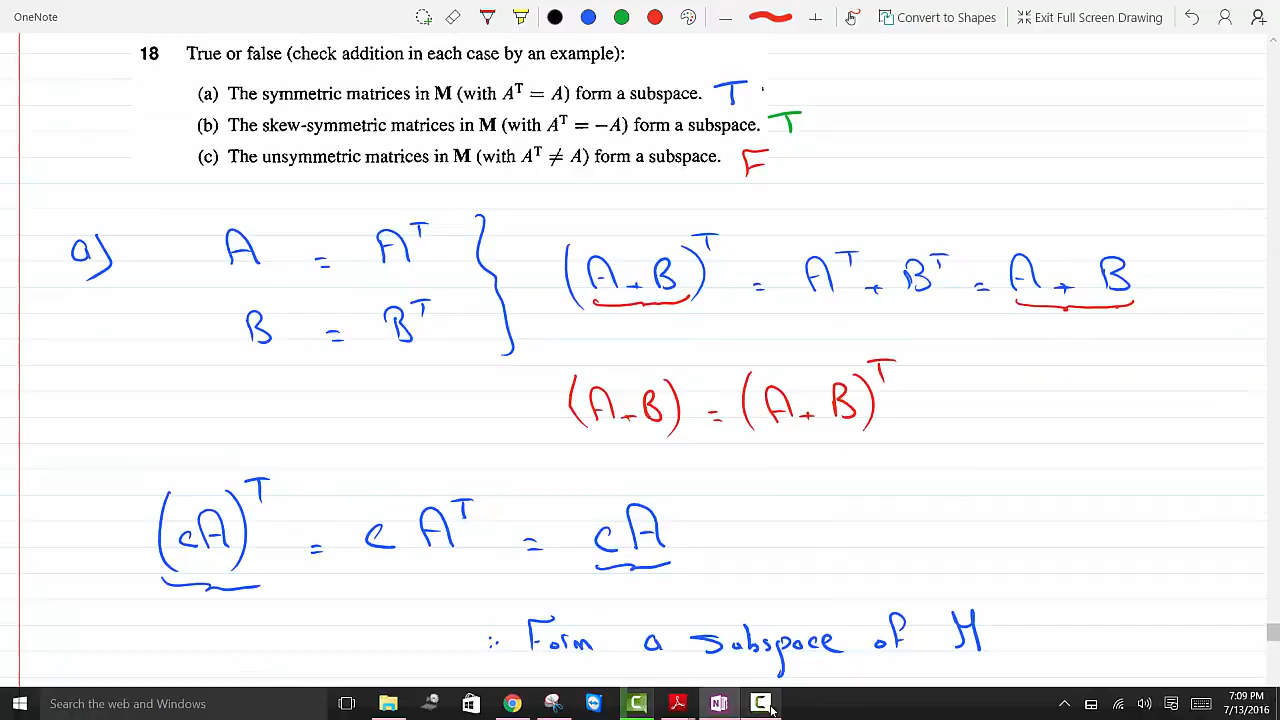 OneNote
Convert to Shapes
Exit Full Screen Drawing
18 True or false (check addition in each case by an example):
(a) The symmetric matrices in M (with Aᵀ = A) form a subspace. T
(b) The skew-symmetric matrices in M (with Aᵀ = −A) form a subspace. T
(c) The unsymmetric matrices in M (with Aᵀ ≠ A) form a subspace. F
a) A = Aᵀ } (A + B)ᵀ = Aᵀ + Bᵀ = A + B
B = Bᵀ
(A + B) = (A + B)ᵀ
(cA)ᵀ = c Aᵀ = cA
∴ Form a subspace of M
Search the web and Windows
7:09 PM
7/13/2016